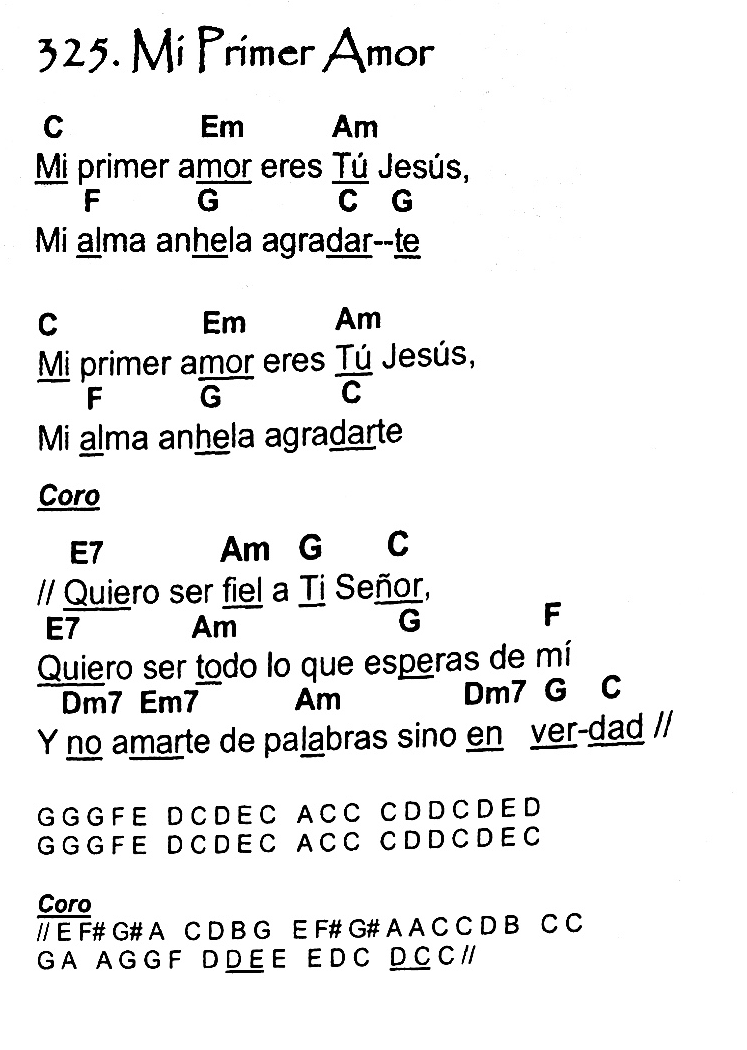 325. Mi Primer Amor
C Em Am
Mi primer amor eres Tú Jesús,
F G C G
Mi alma anhela agradar--te
C Em Am
Mi primer amor eres Tú Jesús,
F G C
Mi alma anhela agradarte
Coro
E7 Am G C
// Quiero ser fiel a Ti Señor,
E7 Am G F
Quiero ser todo lo que esperas de mí
Dm7 Em7 Am Dm7 G C
Y no amarte de palabras sino en ver-dad //
G G G F E D C D E C A C C C D D C D E D
G G G F E D C D E C A C C C D D C D E C
Coro
// E F# G# A C D B G E F# G# A A C C D B C C
G A A G G F D D E E E D C D C C //